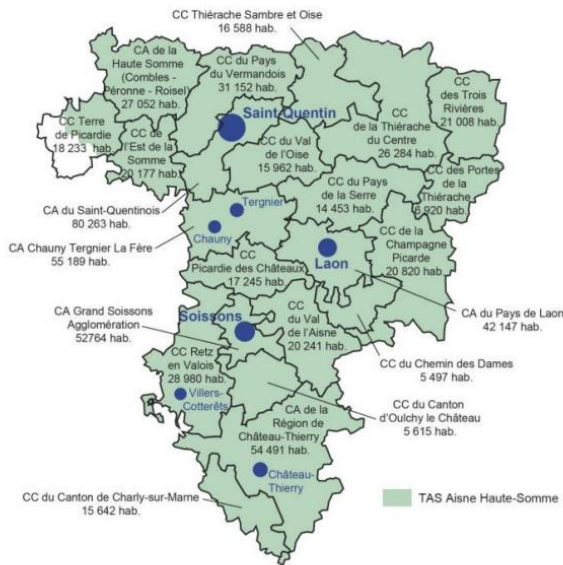 CC Thiérache Sambre et Oise
16 588 hab.
CA de la
Haute Somme
(Combles -
Péronne - Roisel)
27 052 hab.
CC du Pays
du Vermandois
31 152 hab.
CC
des Trois
Rivières
21 008 hab.
Saint-Quentin
CC Terre
de Picardie
18 233 hab.
CC de
l'Est de la
Somme
20 177 hab.
CC du Val
de l'Oise
15 962 hab.
CC
de la Thiérache
du Centre
26 284 hab.
CC des Portes
de la
Thiérache
6 920 hab.
CC du Pays
de la Serre
14 453 hab.
CA du Saint-Quentinois
80 263 hab.
Tergnier
Chauny
CA Chauny Tergnier La Fère
55 189 hab.
CC de la
Champagne
Picarde
20 820 hab.
Laon
CC
Picardie des Châteaux
17 245 hab.
CA du Pays de Laon
42 147 hab.
CA Grand Soissons
Agglomération
52764 hab.
Soissons
CC
du Val
de l'Aisne
20 241 hab.
CC du Chemin des Dames
5 497 hab.
CC Retz
en Valois
28 980 hab.
Villers-
Cotterêts
CC du Canton
d'Oulchy le Château
5 615 hab.
CA de la
Région de
Château-Thierry
54 491 hab.
Château-
Thierry
CC du Canton de Charly-sur-Marne
15 642 hab.
TAS Aisne Haute-Somme